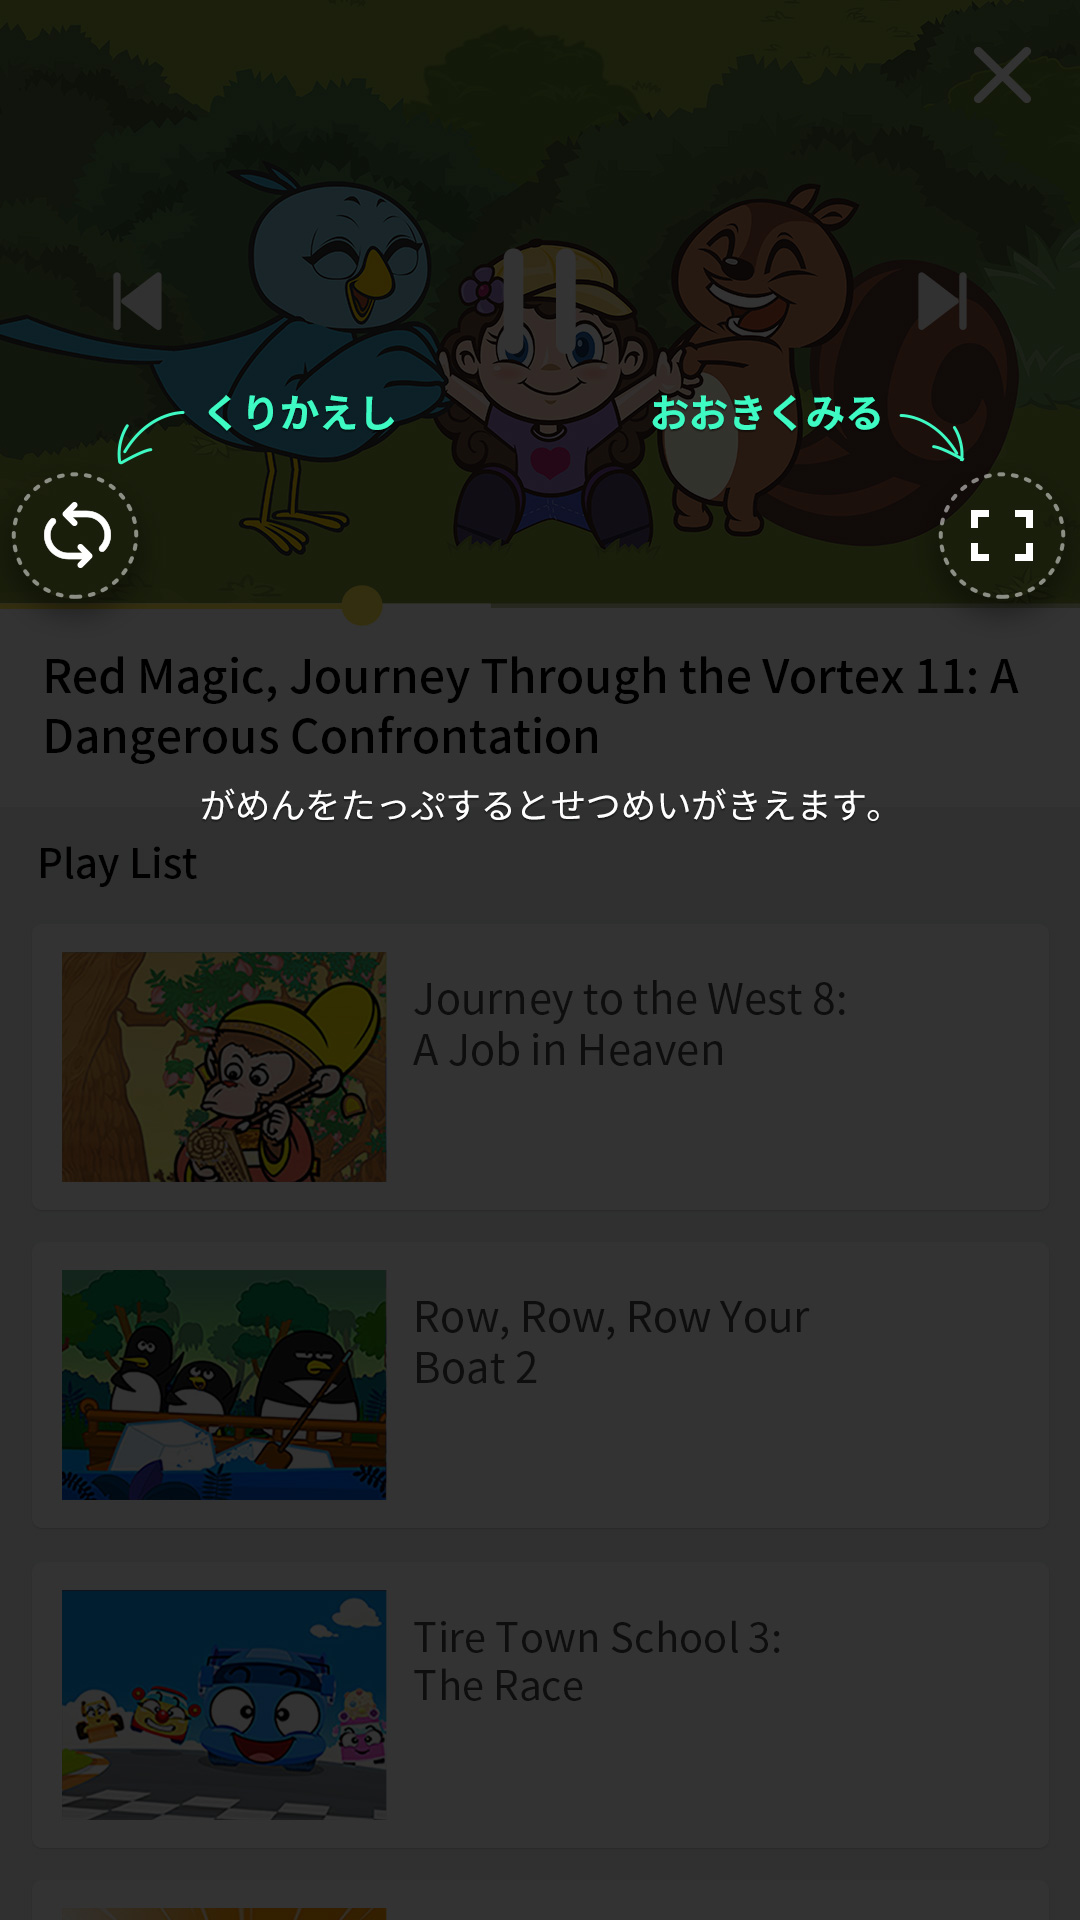 くりかえし
おおきくみる
Red Magic, Journey Through the Vortex 11: A
Dangerous Confrontation
がめんをたっぷするとせつめいがきえます。
Play List
Journey to the West 8:
A Job in Heaven
Row, Row, Row Your
Boat 2
Tire Town School 3:
The Race